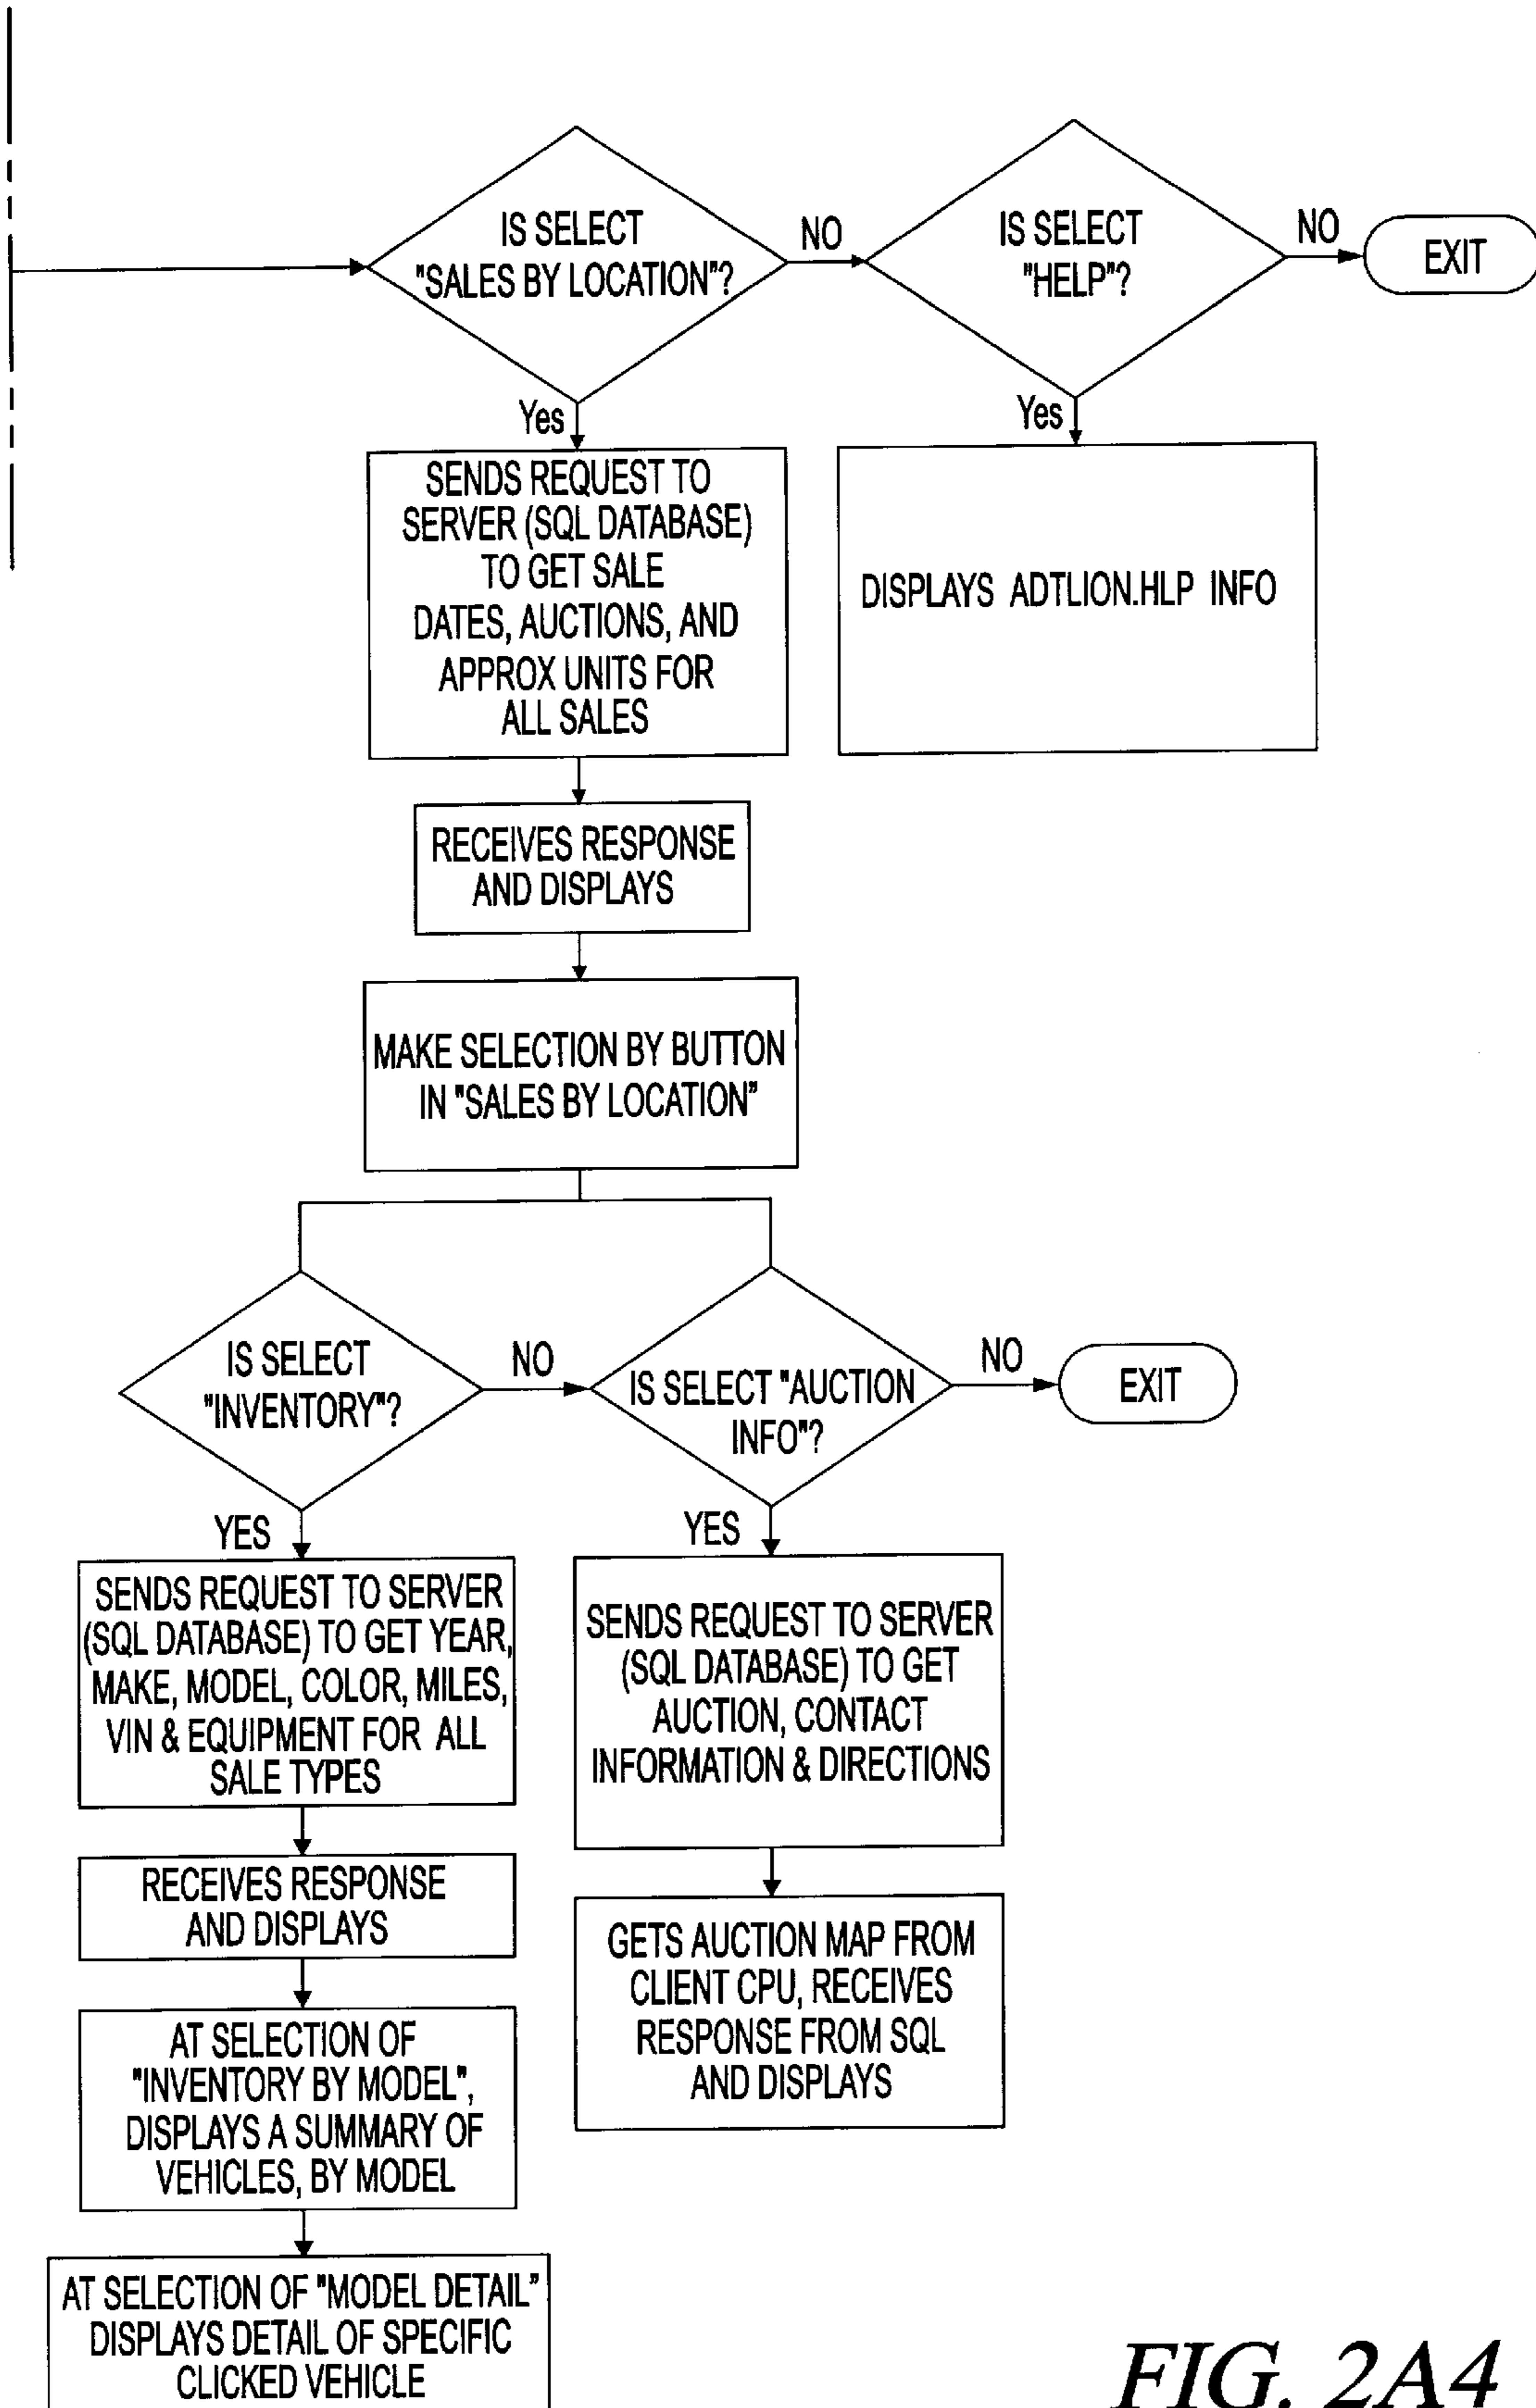 IS SELECT
"SALES BY LOCATION"?
NO
IS SELECT
"HELP"?
NO
EXIT
Yes
Yes
SENDS REQUEST TO
SERVER (SQL DATABASE)
TO GET SALE
DATES, AUCTIONS, AND
APPROX UNITS FOR
ALL SALES
DISPLAYS ADTLION.HLP INFO
RECEIVES RESPONSE
AND DISPLAYS
MAKE SELECTION BY BUTTON
IN "SALES BY LOCATION"
IS SELECT
"INVENTORY"?
NO
IS SELECT "AUCTION
INFO"?
NO
EXIT
YES
YES
SENDS REQUEST TO SERVER
(SQL DATABASE) TO GET YEAR,
MAKE, MODEL, COLOR, MILES,
VIN & EQUIPMENT FOR ALL
SALE TYPES
SENDS REQUEST TO SERVER
(SQL DATABASE) TO GET
AUCTION, CONTACT
INFORMATION & DIRECTIONS
RECEIVES RESPONSE
AND DISPLAYS
GETS AUCTION MAP FROM
CLIENT CPU, RECEIVES
RESPONSE FROM SQL
AND DISPLAYS
AT SELECTION OF
"INVENTORY BY MODEL",
DISPLAYS A SUMMARY OF
VEHICLES, BY MODEL
AT SELECTION OF "MODEL DETAIL"
DISPLAYS DETAIL OF SPECIFIC
CLICKED VEHICLE
FIG. 2A4